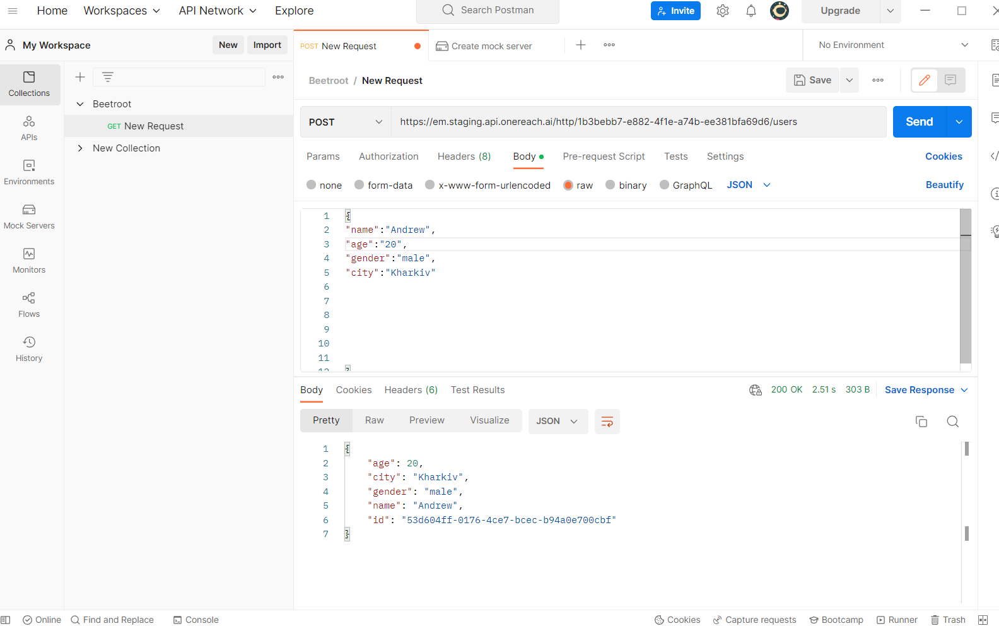 Home Workspaces API Network Explore Search Postman Invite Upgrade
My Workspace New Import POST New Request Create mock server No Environment
Collections
APIs
Environments
Mock Servers
Monitors
Flows
History
Beetroot
GET New Request
New Collection
Beetroot / New Request Save
POST https://em.staging.api.onereach.ai/http/1b3bebb7-e882-4f1e-a74b-ee381bfa69d6/users Send
Params Authorization Headers (8) Body Pre-request Script Tests Settings Cookies
none form-data x-www-form-urlencoded raw binary GraphQL JSON Beautify
1 {
2 "name":"Andrew",
3 "age":"20",
4 "gender":"male",
5 "city":"Kharkiv"
6
7
8
9
10
11
12 }
Body Cookies Headers (6) Test Results 200 OK 2.51 s 303 B Save Response
Pretty Raw Preview Visualize JSON
1 {
2 "age": 20,
3 "city": "Kharkiv",
4 "gender": "male",
5 "name": "Andrew",
6 "id": "53d604ff-0176-4ce7-bcec-b94a0e700cbf"
7 }
Online Find and Replace Console Cookies Capture requests Bootcamp Runner Trash